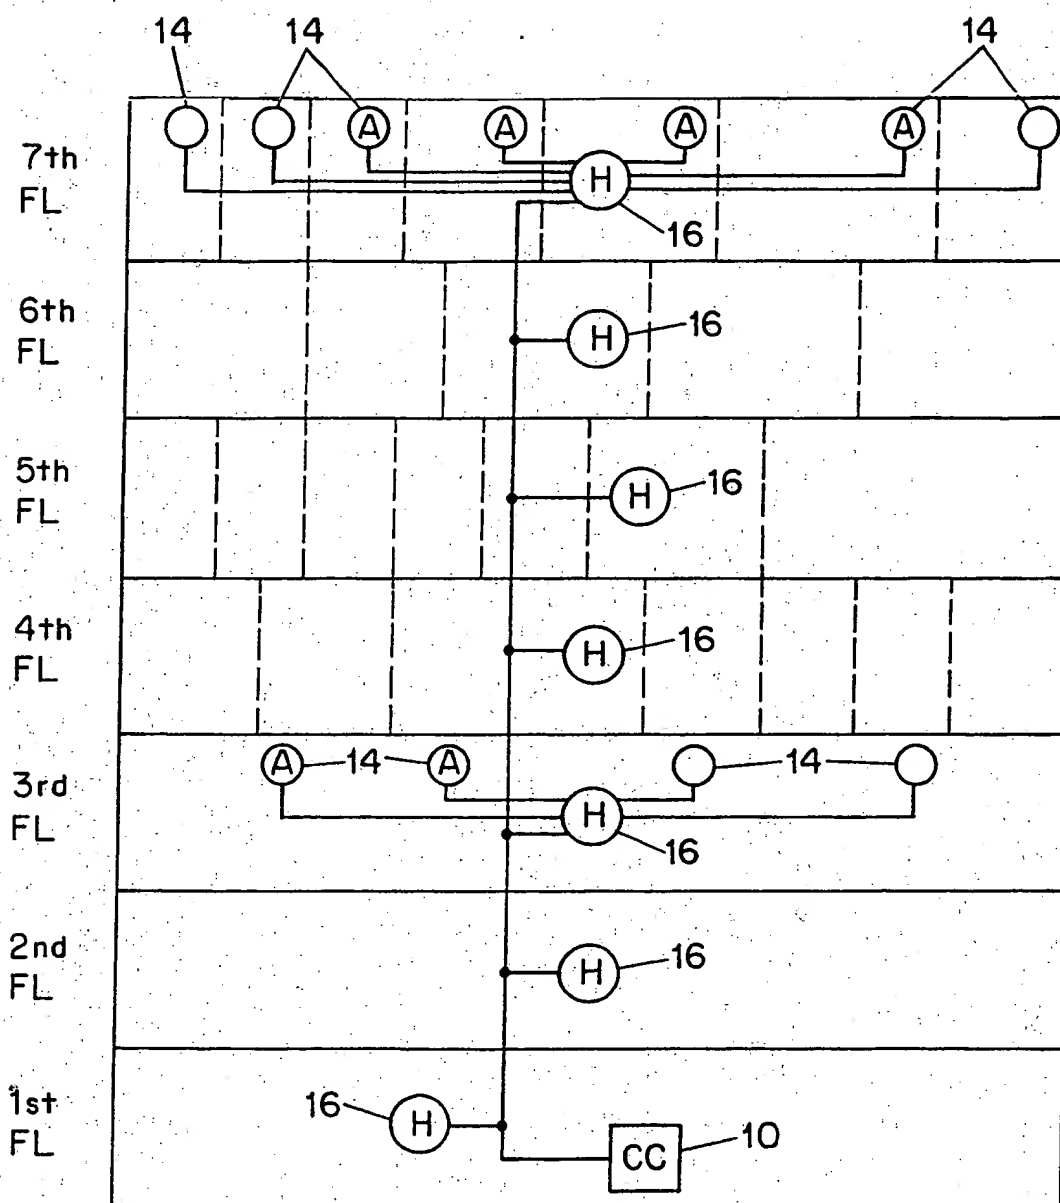 14 14 14
A A A A
7th
FL
H
16
6th
FL
H 16
5th
FL
H 16
4th
FL
H 16
A 14 A 14
3rd
FL
H
16
2nd
FL
H 16
1st
FL
16 H
CC 10